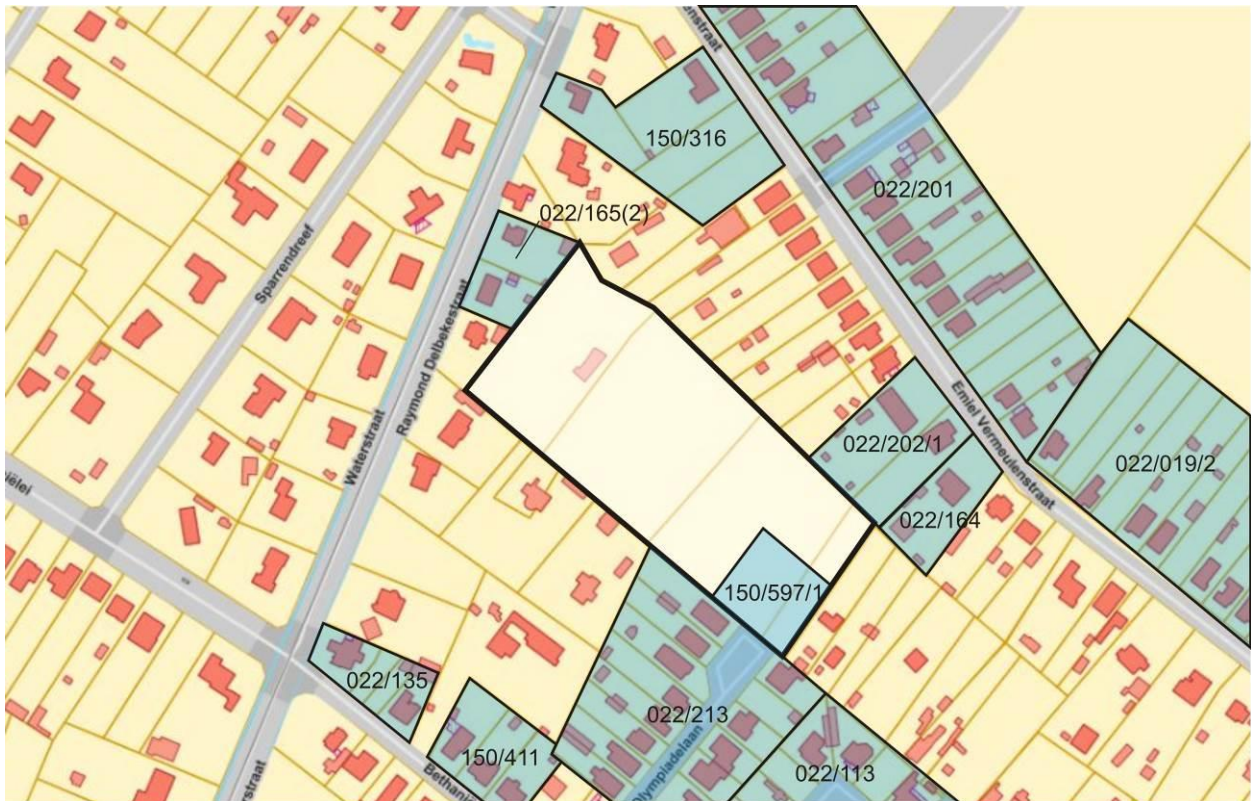 150/316
022/201
022/165(2)
Sparrendreef
Raymond Delbekestraat
Waterstraat
Emiel Vermeulenstraat
022/202/1
022/019/2
022/164
150/597/1
022/135
022/213
150/411
022/113
Olympiadelaan